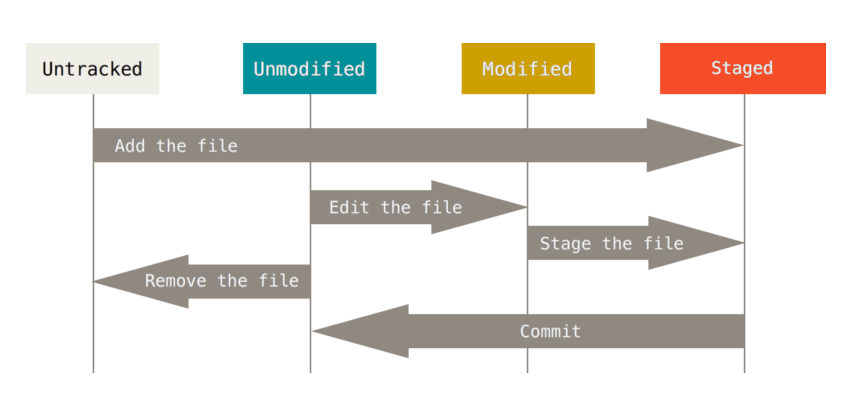 Untracked
Unmodified
Modified
Staged
Add the file
Edit the file
Stage the file
Remove the file
Commit